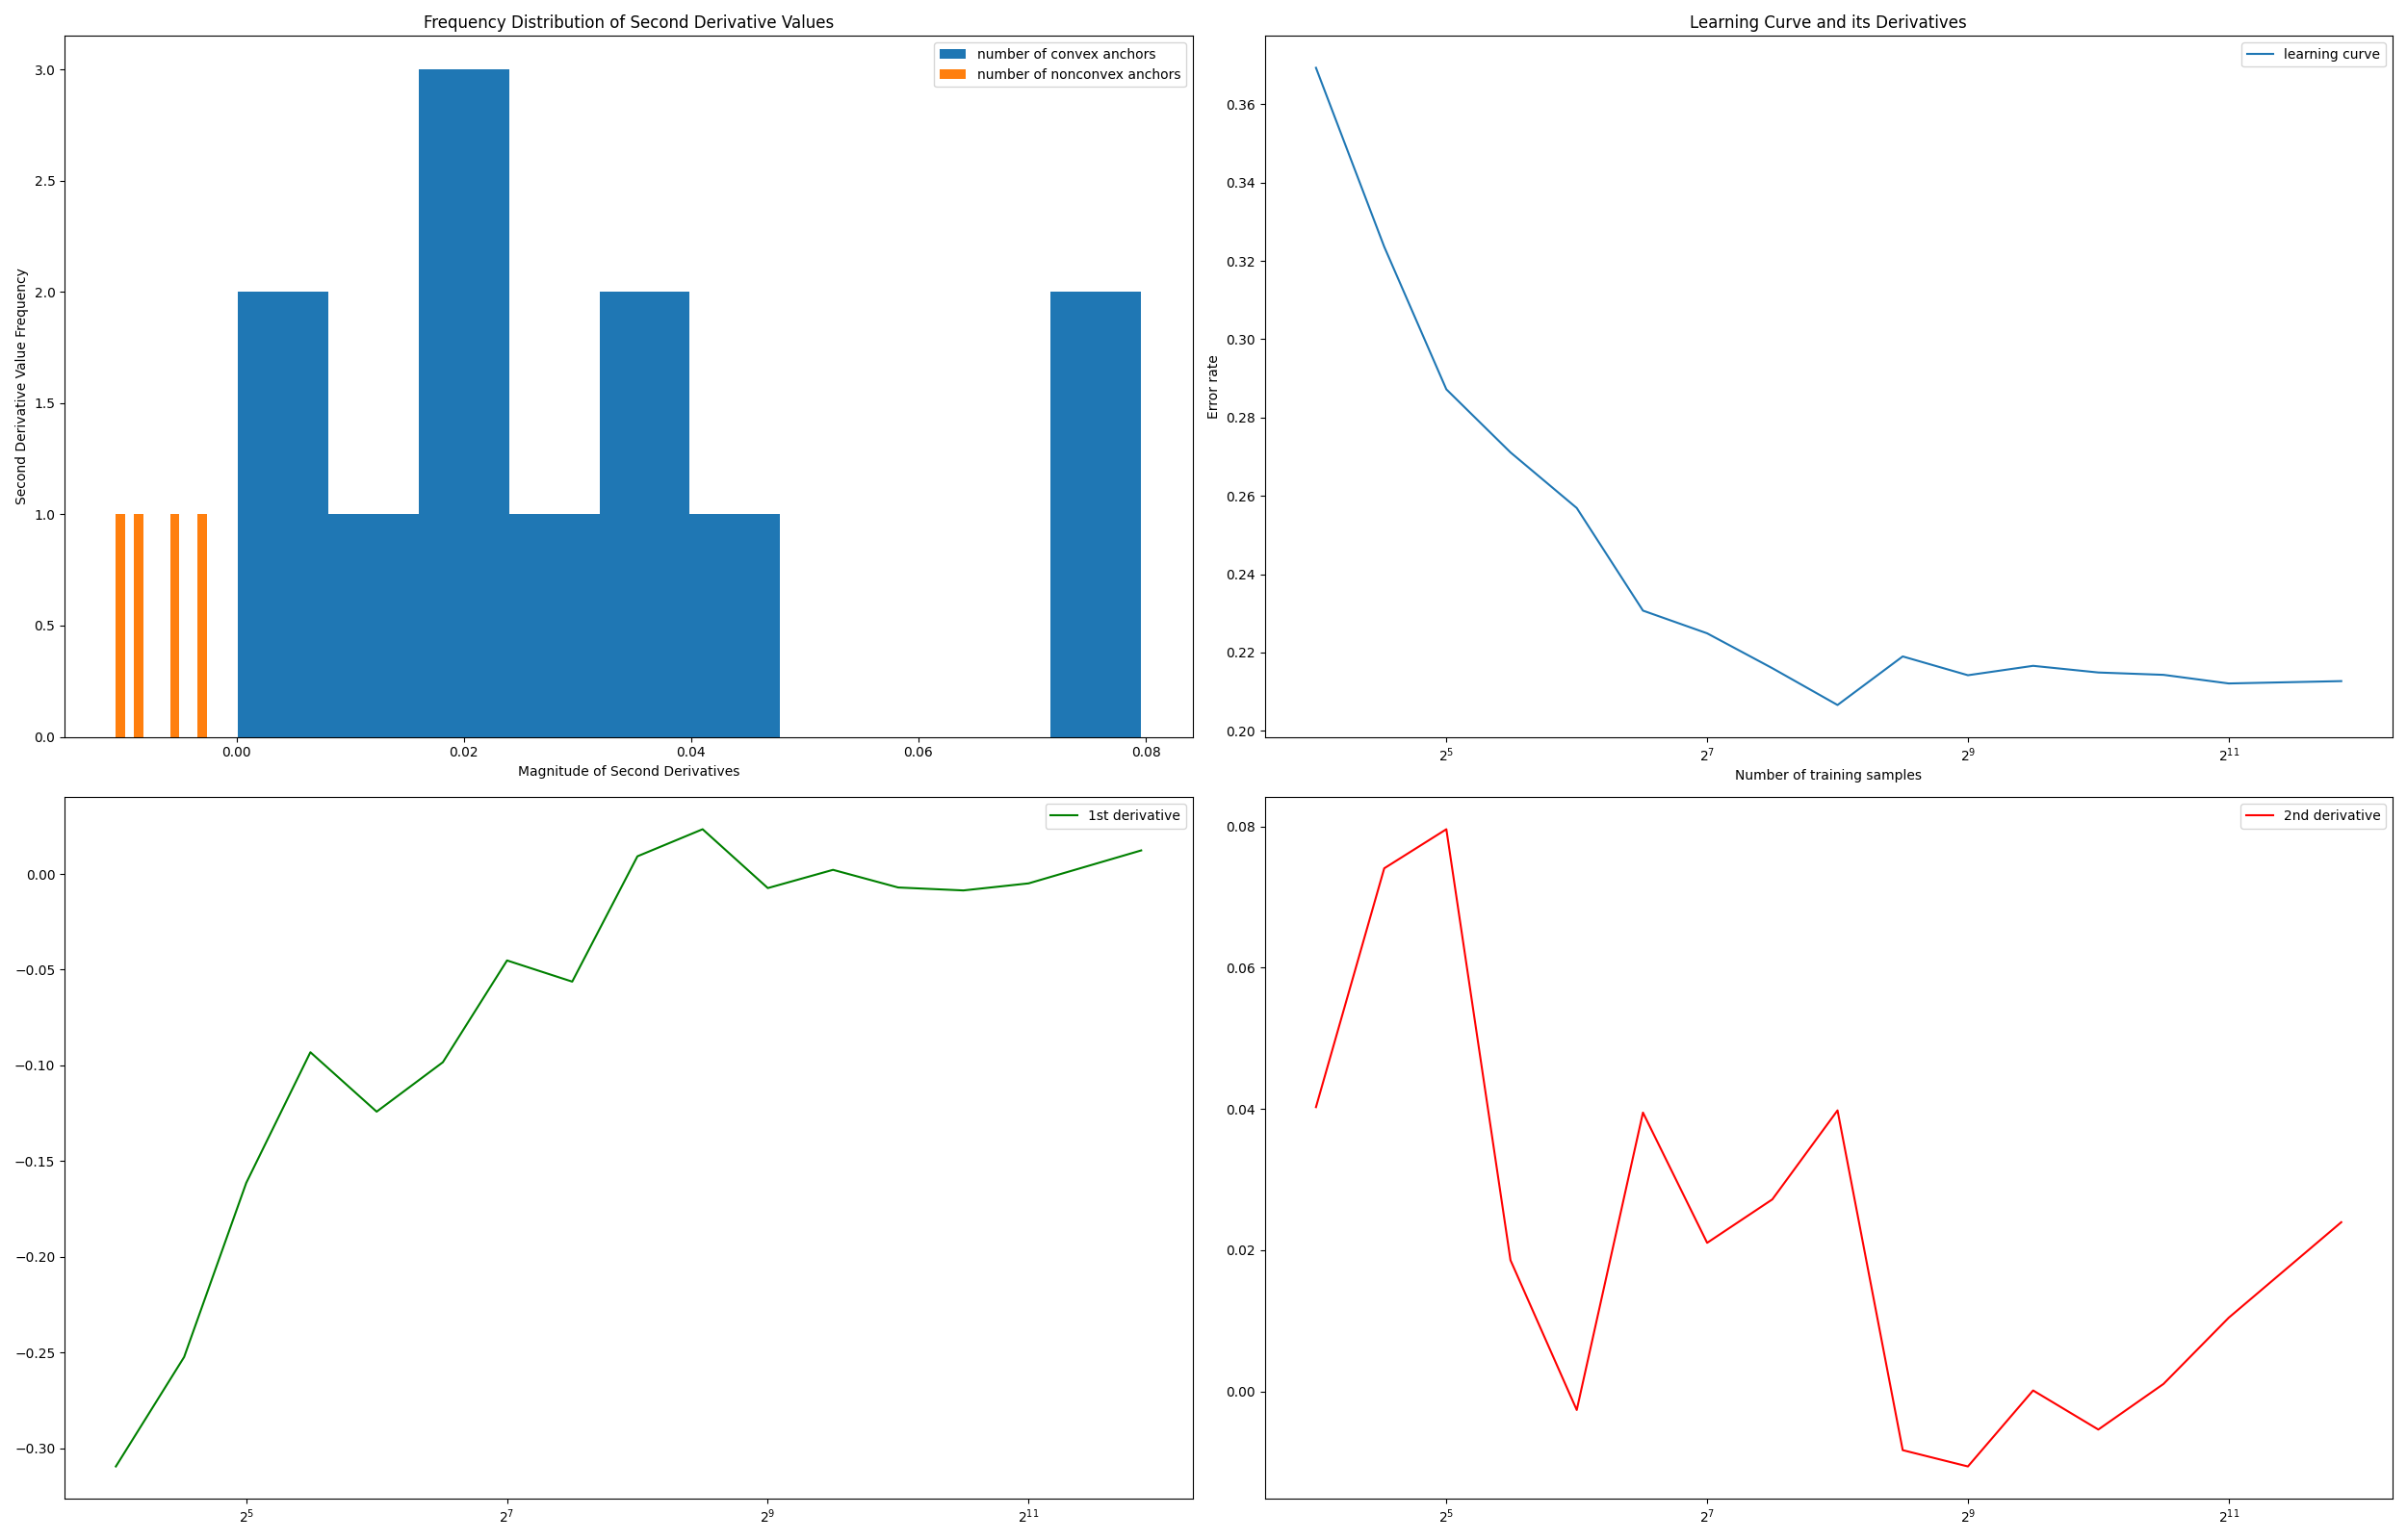 Frequency Distribution of Second Derivative Values
number of convex anchors
number of nonconvex anchors
Second Derivative Value Frequency
3.0
2.5
2.0
1.5
1.0
0.5
0.0
0.00 0.02 0.04 0.06 0.08
Magnitude of Second Derivatives
Learning Curve and its Derivatives
learning curve
Error rate
0.36
0.34
0.32
0.30
0.28
0.26
0.24
0.22
0.20
2^5 2^7 2^9 2^11
Number of training samples
1st derivative
0.00
−0.05
−0.10
−0.15
−0.20
−0.25
−0.30
2^5 2^7 2^9 2^11
2nd derivative
0.08
0.06
0.04
0.02
0.00
2^5 2^7 2^9 2^11